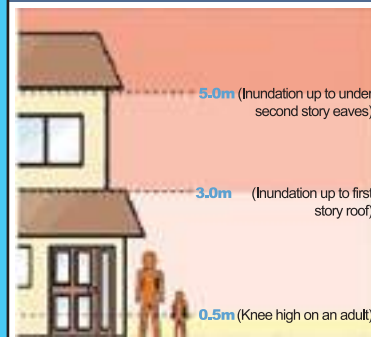 5.0m (Inundation up to under
second story eaves)
3.0m (Inundation up to first
story roof)
0.5m (Knee high on an adult)